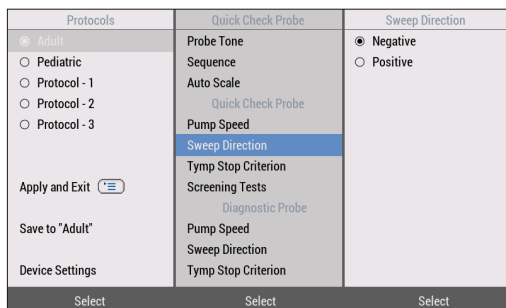 Protocols
Adult
Pediatric
Protocol - 1
Protocol - 2
Protocol - 3
Apply and Exit
Save to "Adult"
Device Settings
Select
Quick Check Probe
Probe Tone
Sequence
Auto Scale
Quick Check Probe
Pump Speed
Sweep Direction
Tymp Stop Criterion
Screening Tests
Diagnostic Probe
Pump Speed
Sweep Direction
Tymp Stop Criterion
Select
Sweep Direction
Negative
Positive
Select